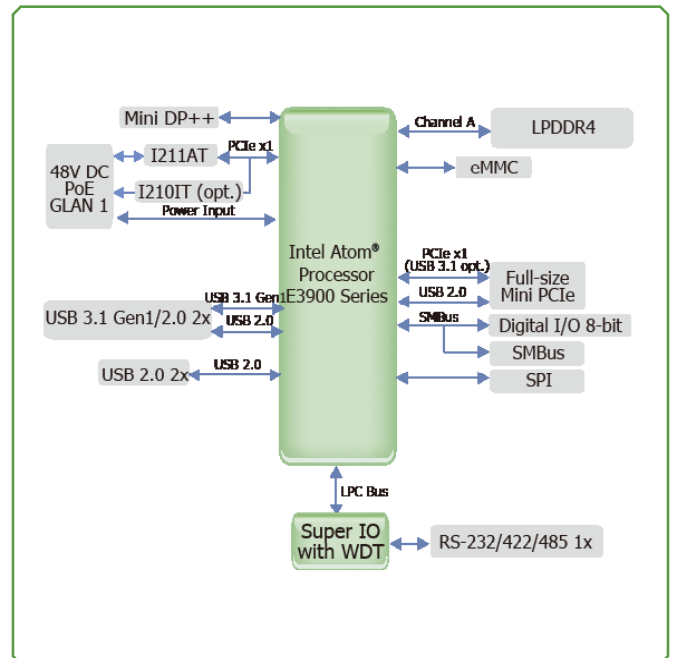 Mini DP++
Channel A
LPDDR4
I211AT
PCIe x1
eMMC
48V DC
PoE
GLAN 1
I210IT (opt.)
Power Input
Intel Atom®
Processor
E3900 Series
PCIe x1
(USB 3.1 opt.)
USB 2.0
Full-size
Mini PCIe
USB 3.1 Gen1/2.0 2x
USB 3.1 Gen1
USB 2.0
SMBus
Digital I/O 8-bit
SMBus
USB 2.0 2x
USB 2.0
SPI
LPC Bus
Super IO
with WDT
RS-232/422/485 1x